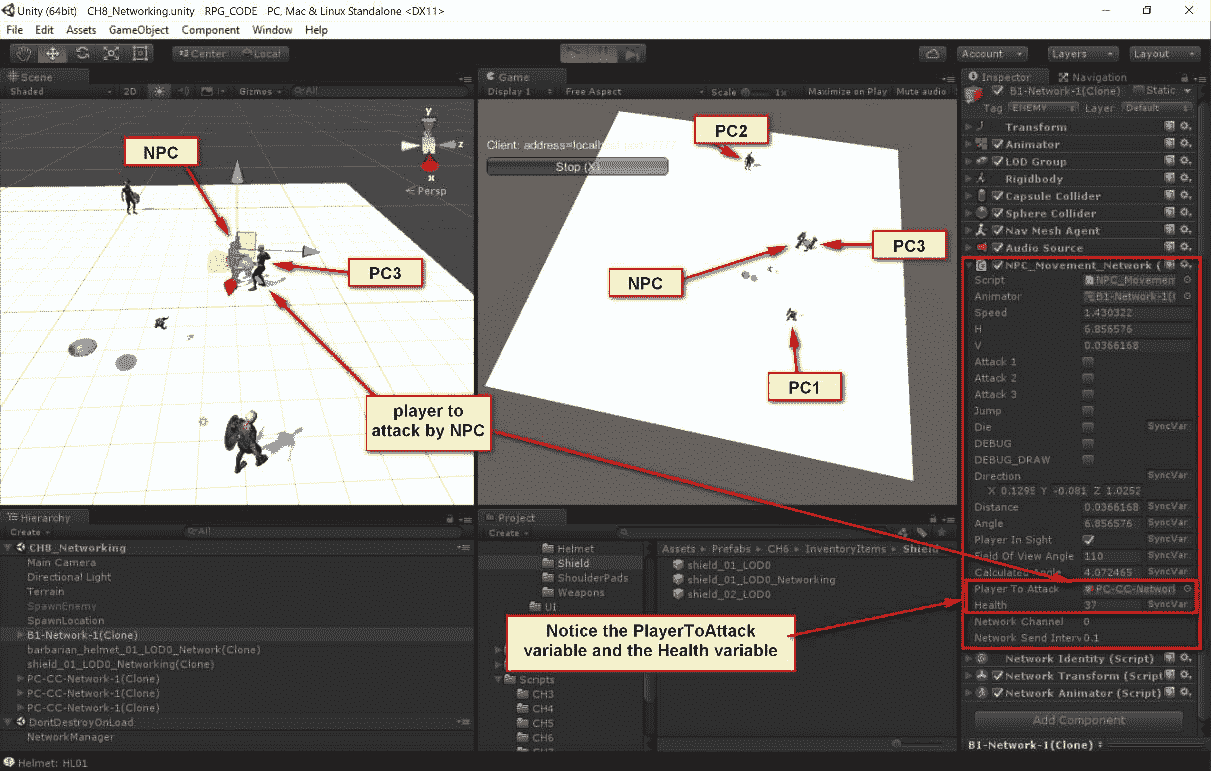 Unity (64bit) CH8_Networking.unity RPG_CODE PC, Mac & Linux Standalone <DX11>
File Edit Assets GameObject Component Window Help
Center Local Account Layers Layout
Scene
Shaded 2D Gizmos All
NPC
Persp
PC3
player to
attack by NPC
Game
Display 1 Free Aspect Scale 1x Maximize on Play Mute audio
Client: address=localhost
Stop (X)
PC2
PC3
NPC
PC1
Inspector Navigation
B1-Network-1(Clone) Static
Tag ENEMY Layer Default
Transform
Animator
LOD Group
Rigidbody
Capsule Collider
Sphere Collider
Nav Mesh Agent
Audio Source
NPC_Movement_Network (
Script NPC_Movemen
Animator B1-Network-1(
Speed 1.430322
H 6.856576
V 0.0366168
Attack 1
Attack 2
Attack 3
Jump
Die SyncVar
DEBUG
DEBUG_DRAW
Direction SyncVar
X 0.1295 Y -0.081 Z 1.0252
Distance 0.0366168 SyncVar
Angle 6.856576 SyncVar
Player In Sight SyncVar
Field Of View Angle 110 SyncVar
Calculated Angle 4.072465 SyncVar
Player To Attack PC-CC-Networ
Health 37 SyncVar
Network Channel 0
Network Send Interv 0.1
Network Identity (Script)
Network Transform (Script
Network Animator (Script)
Add Component
B1-Network-1(Clone)
Hierarchy
Create All
CH8_Networking
Main Camera
Directional Light
Terrain
SpawnEnemy
SpawnLocation
B1-Network-1(Clone)
barbarian_helmet_01_LOD0_Network(Clone)
shield_01_LOD0_Networking(Clone)
PC-CC-Network-1(Clone)
PC-CC-Network-1(Clone)
PC-CC-Network-1(Clone)
DontDestroyOnLoad
NetworkManager
Project
Create
Helmet
Shield
ShoulderPads
Weapons
UI
Scripts
CH3
CH4
CH5
CH6
Assets Prefabs CH6 InventoryItems Shield
shield_01_LOD0
shield_01_LOD0_Networking
shield_02_LOD0
Notice the PlayerToAttack
variable and the Health variable
Helmet: HL01